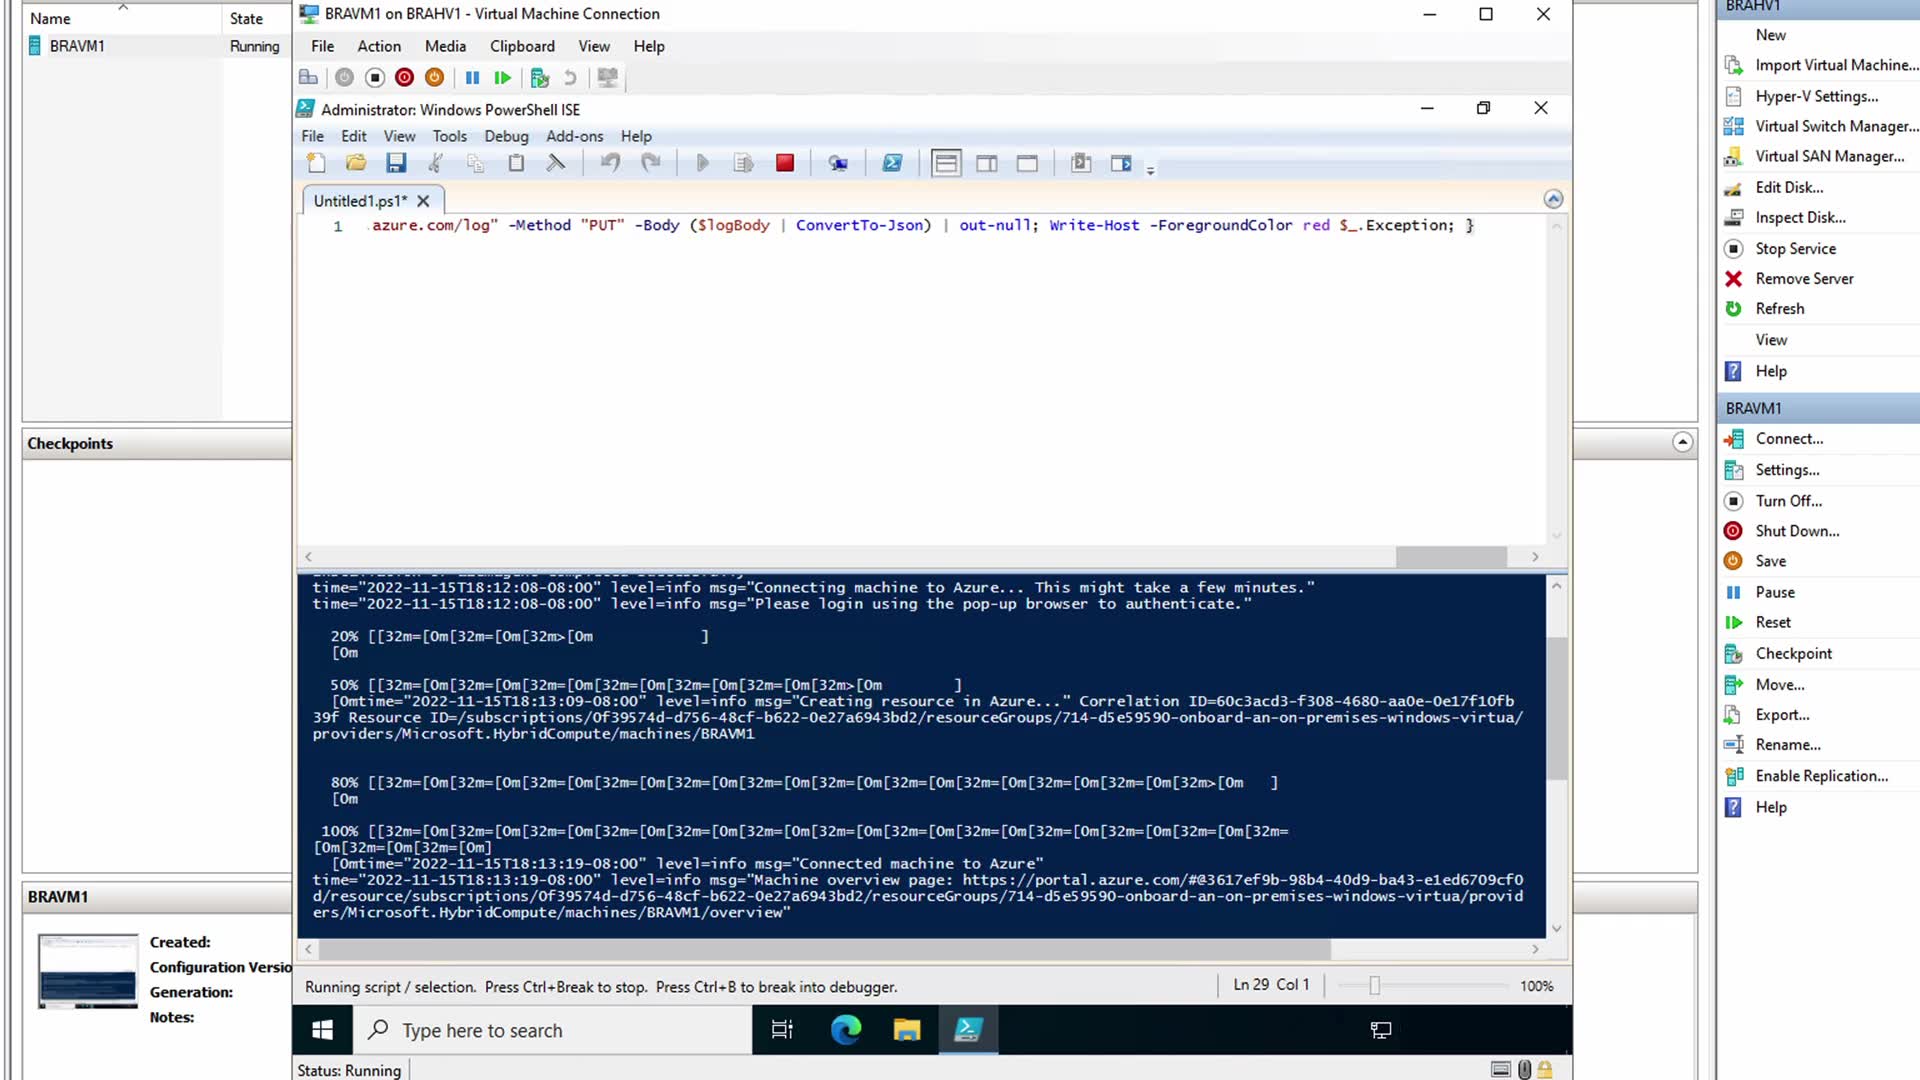 Name
State
BRAVM1
Running
Checkpoints
BRAVM1
Created:
Configuration Versio
Generation:
Notes:
BRAVM1 on BRAHV1 - Virtual Machine Connection
File Action Media Clipboard View Help
Administrator: Windows PowerShell ISE
File Edit View Tools Debug Add-ons Help
Untitled1.ps1*
1 .azure.com/log" -Method "PUT" -Body ($logBody | ConvertTo-Json) | out-null; Write-Host -ForegroundColor red $_.Exception; }
time="2022-11-15T18:12:08-08:00" level=info msg="Connecting machine to Azure... This might take a few minutes."
time="2022-11-15T18:12:08-08:00" level=info msg="Please login using the pop-up browser to authenticate."
20% [[32m=[0m[32m=[0m[32m>[0m ]
[0m
50% [[32m=[0m[32m=[0m[32m=[0m[32m=[0m[32m=[0m[32m=[0m[32m>[0m ]
[0mtime="2022-11-15T18:13:09-08:00" level=info msg="Creating resource in Azure..." Correlation ID=60c3acd3-f308-4680-aa0e-0e17f10fb
39f Resource ID=/subscriptions/0f39574d-d756-48cf-b622-0e27a6943bd2/resourceGroups/714-d5e59590-onboard-an-on-premises-windows-virtua/
providers/Microsoft.HybridCompute/machines/BRAVM1
80% [[32m=[0m[32m=[0m[32m=[0m[32m=[0m[32m=[0m[32m=[0m[32m=[0m[32m=[0m[32m=[0m[32m=[0m[32m=[0m[32m>[0m ]
[0m
100% [[32m=[0m[32m=[0m[32m=[0m[32m=[0m[32m=[0m[32m=[0m[32m=[0m[32m=[0m[32m=[0m[32m=[0m[32m=[0m[32m=[0m[32m=
[0m[32m=[0m[32m=[0m]
[0mtime="2022-11-15T18:13:19-08:00" level=info msg="Connected machine to Azure"
time="2022-11-15T18:13:19-08:00" level=info msg="Machine overview page: https://portal.azure.com/#@3617ef9b-98b4-40d9-ba43-e1ed6709cf0
d/resource/subscriptions/0f39574d-d756-48cf-b622-0e27a6943bd2/resourceGroups/714-d5e59590-onboard-an-on-premises-windows-virtua/provid
ers/Microsoft.HybridCompute/machines/BRAVM1/overview"
Running script / selection. Press Ctrl+Break to stop. Press Ctrl+B to break into debugger.
Ln 29 Col 1
100%
Type here to search
Status: Running
BRAHV1
New
Import Virtual Machine...
Hyper-V Settings...
Virtual Switch Manager...
Virtual SAN Manager...
Edit Disk...
Inspect Disk...
Stop Service
Remove Server
Refresh
View
Help
BRAVM1
Connect...
Settings...
Turn Off...
Shut Down...
Save
Pause
Reset
Checkpoint
Move...
Export...
Rename...
Enable Replication...
Help